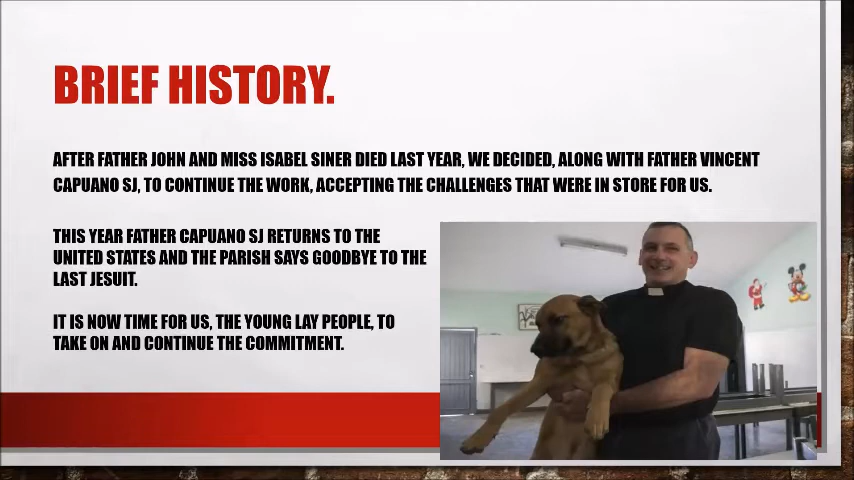 BRIEF HISTORY.
AFTER FATHER JOHN AND MISS ISABEL SINER DIED LAST YEAR, WE DECIDED, ALONG WITH FATHER VINCENT
CAPUANO SJ, TO CONTINUE THE WORK, ACCEPTING THE CHALLENGES THAT WERE IN STORE FOR US.
THIS YEAR FATHER CAPUANO SJ RETURNS TO THE
UNITED STATES AND THE PARISH SAYS GOODBYE TO THE
LAST JESUIT.
IT IS NOW TIME FOR US, THE YOUNG LAY PEOPLE, TO
TAKE ON AND CONTINUE THE COMMITMENT.